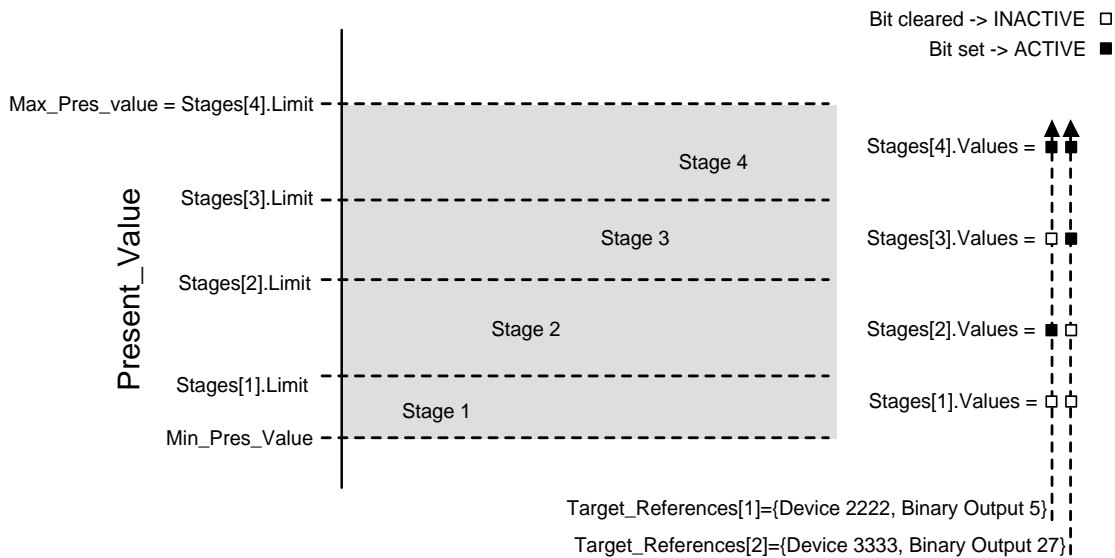 Bit cleared -> INACTIVE
Bit set -> ACTIVE
Max_Pres_value = Stages[4].Limit
Stage 4
Stages[4].Values =
Stages[3].Limit
Stage 3
Stages[3].Values =
Stages[2].Limit
Stage 2
Stages[2].Values =
Stages[1].Limit
Stage 1
Stages[1].Values =
Min_Pres_Value
Present_Value
Target_References[1]={Device 2222, Binary Output 5}
Target_References[2]={Device 3333, Binary Output 27}